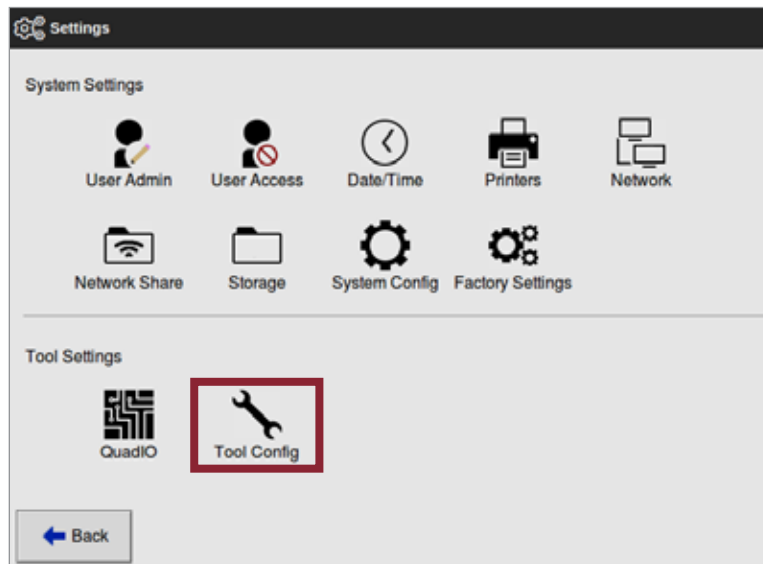 Settings
System Settings
User Admin User Access Date/Time Printers Network
Network Share Storage System Config Factory Settings
Tool Settings
QuadIO Tool Config
Back